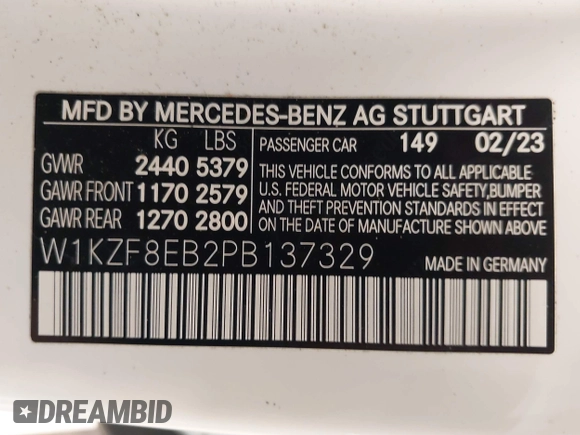 MFD BY MERCEDES-BENZ AG STUTTGART
KG LBS
GVWR 2440 5379
GAWR FRONT 1170 2579
GAWR REAR 1270 2800
PASSENGER CAR 149 02/23
THIS VEHICLE CONFORMS TO ALL APPLICABLE
U.S. FEDERAL MOTOR VEHICLE SAFETY, BUMPER
AND THEFT PREVENTION STANDARDS IN EFFECT
ON THE DATE OF MANUFACTURE SHOWN ABOVE
W1KZF8EB2PB137329
MADE IN GERMANY
DREAMBID